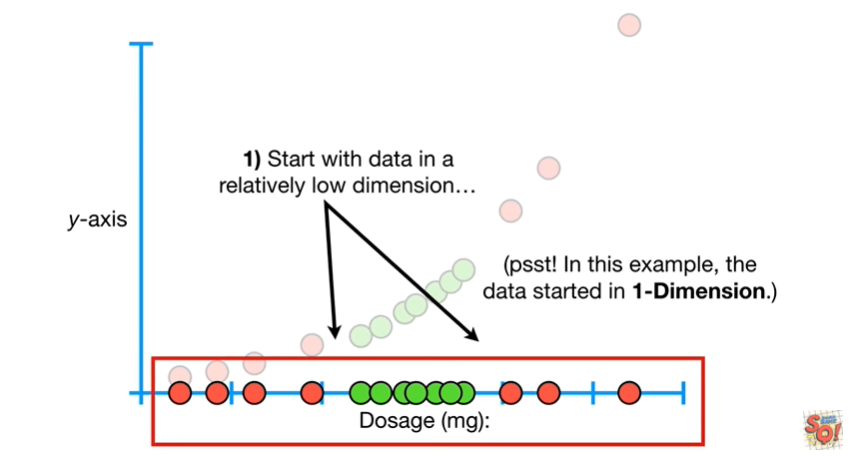 1) Start with data in a
relatively low dimension…
y-axis
(psst! In this example, the
data started in 1-Dimension.)
Dosage (mg):
SQ!